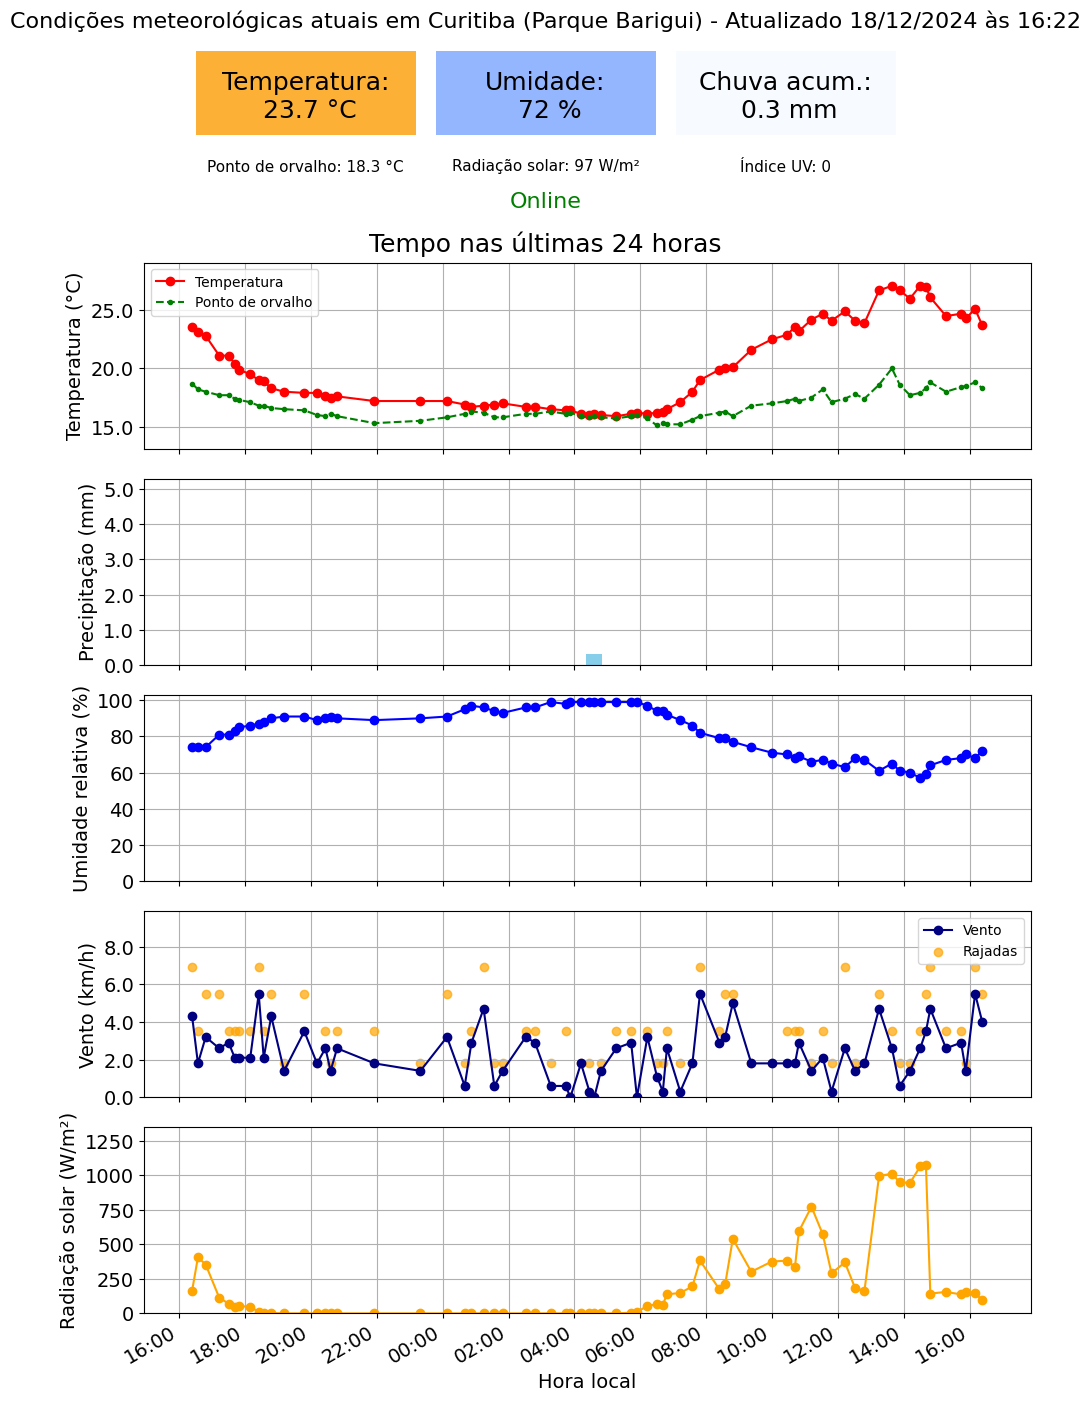 Condições meteorológicas atuais em Curitiba (Parque Barigui) - Atualizado 18/12/2024 às 16:22
Temperatura:
23.7 °C
Umidade:
72 %
Chuva acum.:
0.3 mm
Ponto de orvalho: 18.3 °C
Radiação solar: 97 W/m²
Índice UV: 0
Online
Tempo nas últimas 24 horas
Temperatura (°C)
25.0
20.0
15.0
Temperatura
Ponto de orvalho
Precipitação (mm)
5.0
4.0
3.0
2.0
1.0
0.0
Umidade relativa (%)
100
80
60
40
20
0
Vento (km/h)
8.0
6.0
4.0
2.0
0.0
Vento
Rajadas
Radiação solar (W/m²)
1250
1000
750
500
250
0
16:00
18:00
20:00
22:00
00:00
02:00
04:00
06:00
08:00
10:00
12:00
14:00
16:00
Hora local